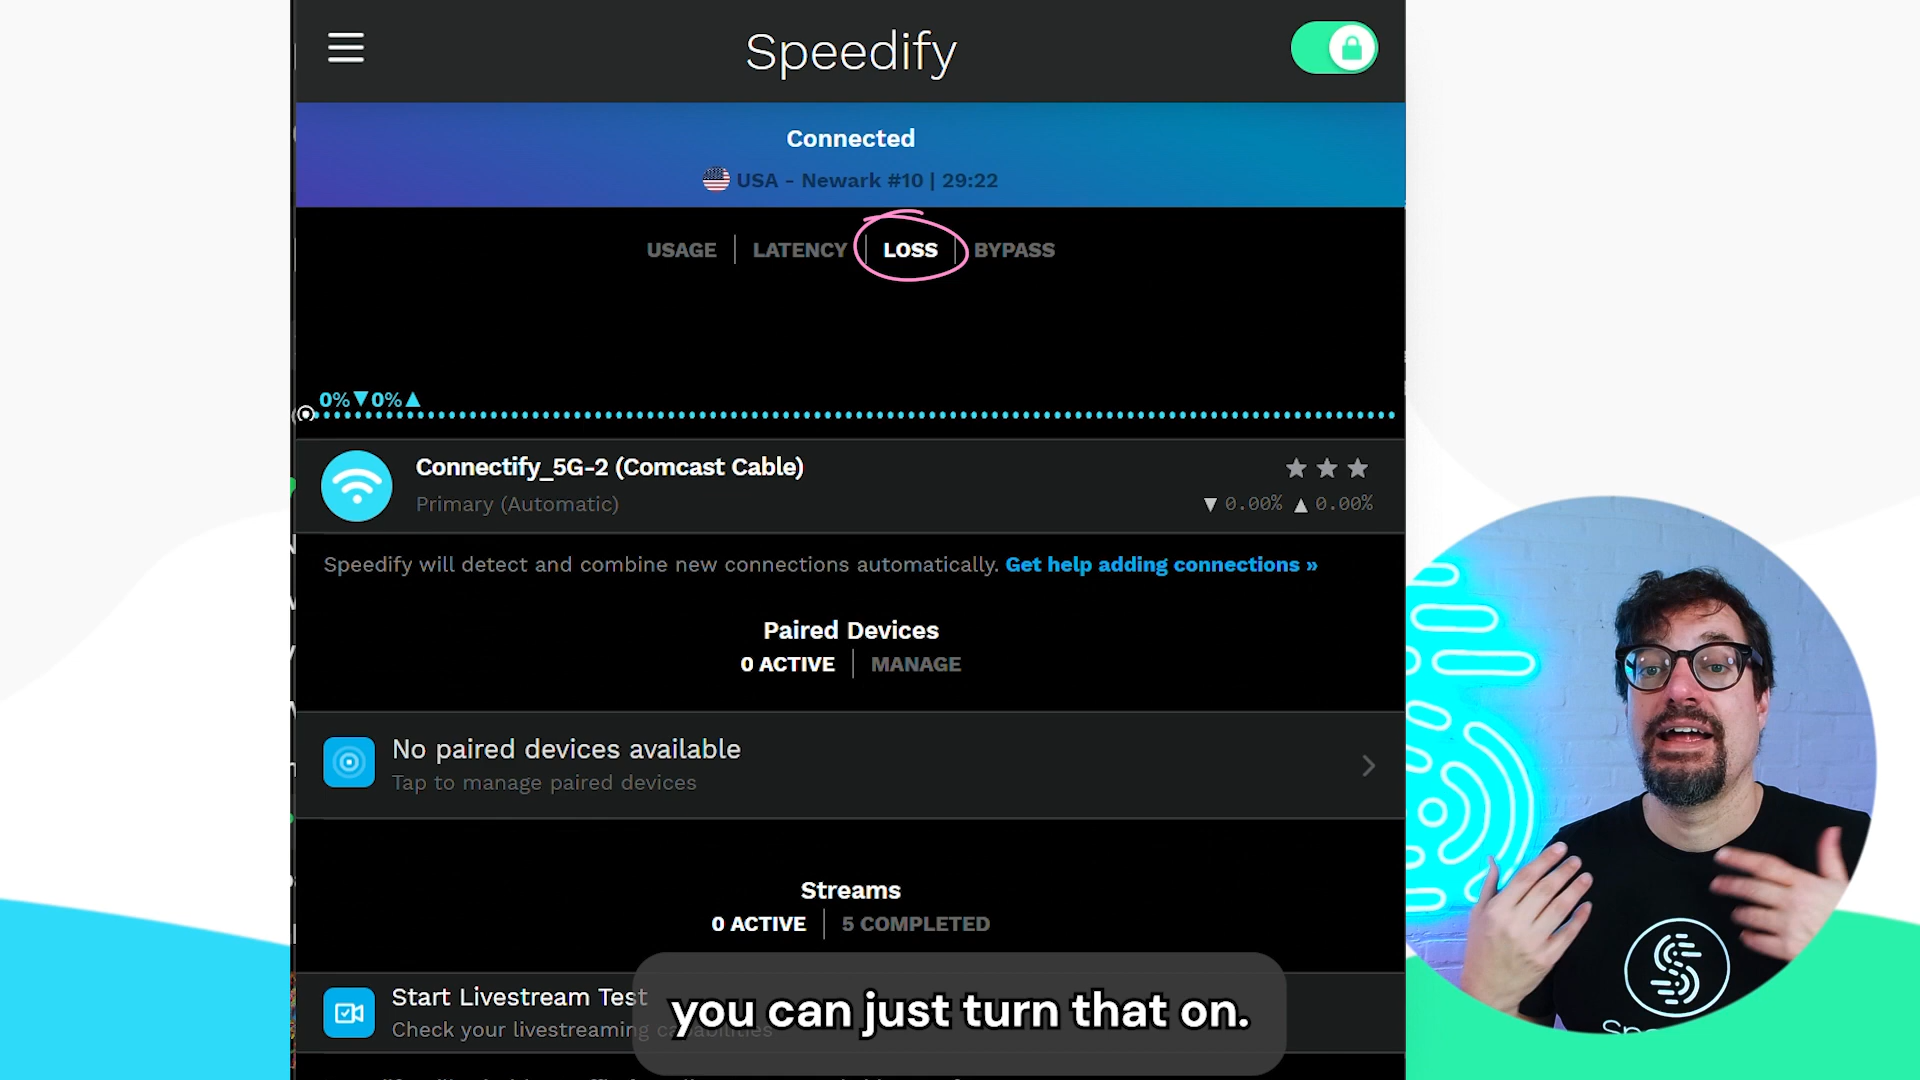 Speedify
Connected
USA - Newark #10 | 29:22
USAGE | LATENCY | LOSS | BYPASS
0% ▼ 0% ▲
Connectify_5G-2 (Comcast Cable)
Primary (Automatic)
▼ 0.00% ▲ 0.00%
Speedify will detect and combine new connections automatically. Get help adding connections »
Paired Devices
0 ACTIVE | MANAGE
No paired devices available
Tap to manage paired devices
Streams
0 ACTIVE | 5 COMPLETED
Start Livestream Test
Check your livestreaming capabilities
you can just turn that on.